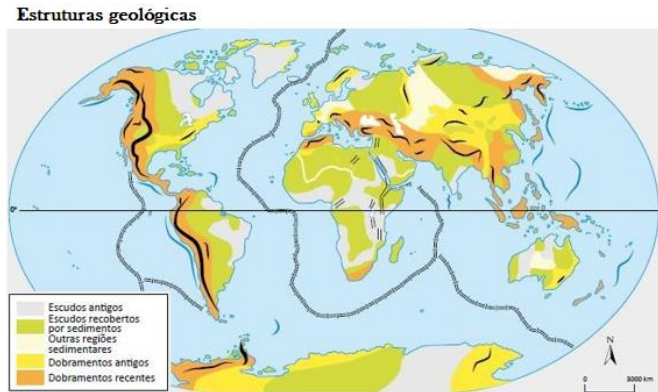 Estruturas geológicas
0°
Escudos antigos
Escudos recobertos
por sedimentos
Outras regiões
sedimentares
Dobramentos antigos
Dobramentos recentes
N
0 3000 km